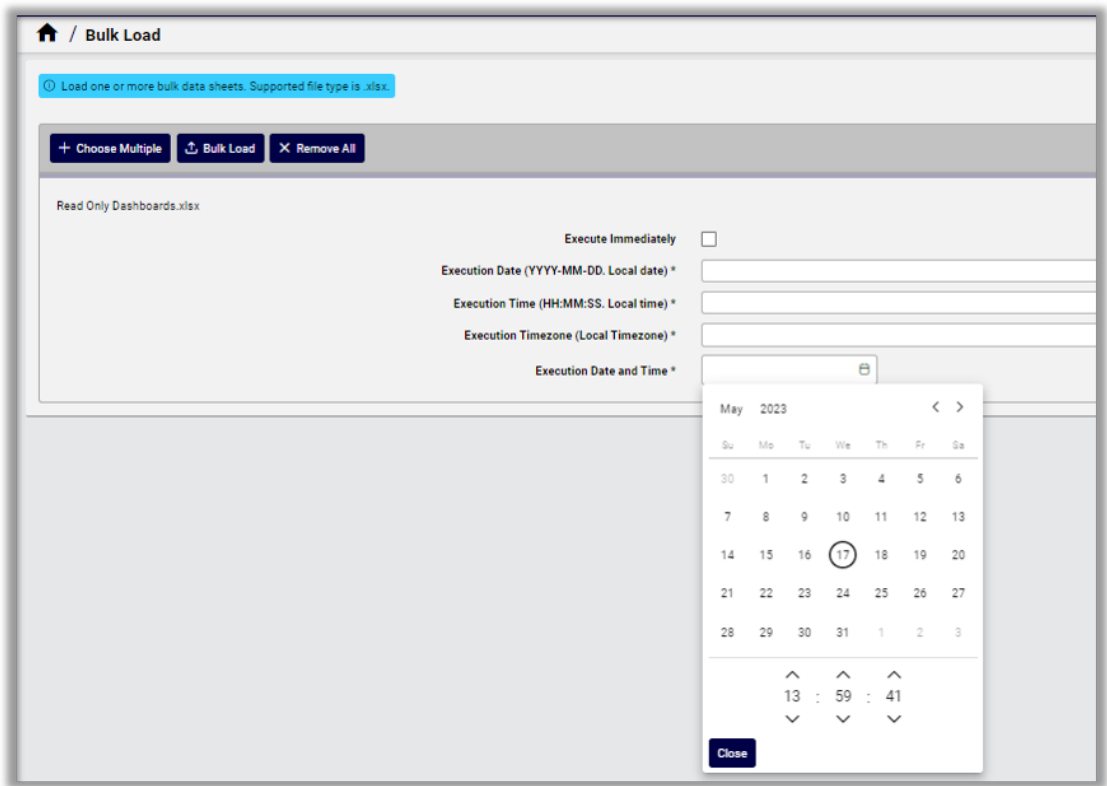 / Bulk Load
Load one or more bulk data sheets. Supported file type is .xlsx.
+ Choose Multiple Bulk Load X Remove All
Read Only Dashboards.xlsx
Execute Immediately
Execution Date (YYYY-MM-DD. Local date) *
Execution Time (HH:MM:SS. Local time) *
Execution Timezone (Local Timezone) *
Execution Date and Time *
May 2023 < >
Su Mo Tu We Th Fr Sa
30 1 2 3 4 5 6
7 8 9 10 11 12 13
14 15 16 17 18 19 20
21 22 23 24 25 26 27
28 29 30 31 1 2 3
13 : 59 : 41
Close